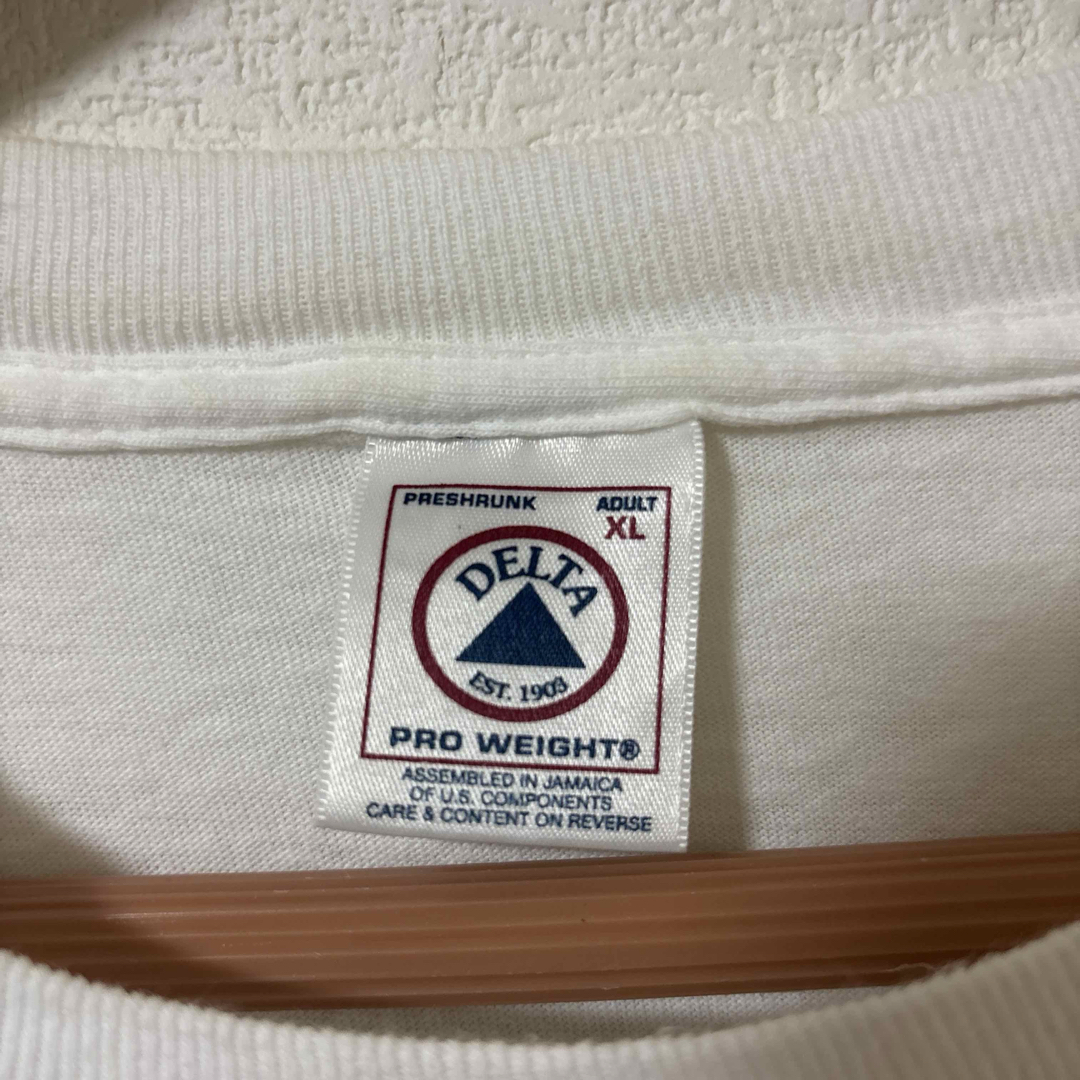 PRESHRUNK ADULT
XL
DELTA
EST. 1903
PRO WEIGHT®
ASSEMBLED IN JAMAICA
OF U.S. COMPONENTS
CARE & CONTENT ON REVERSE